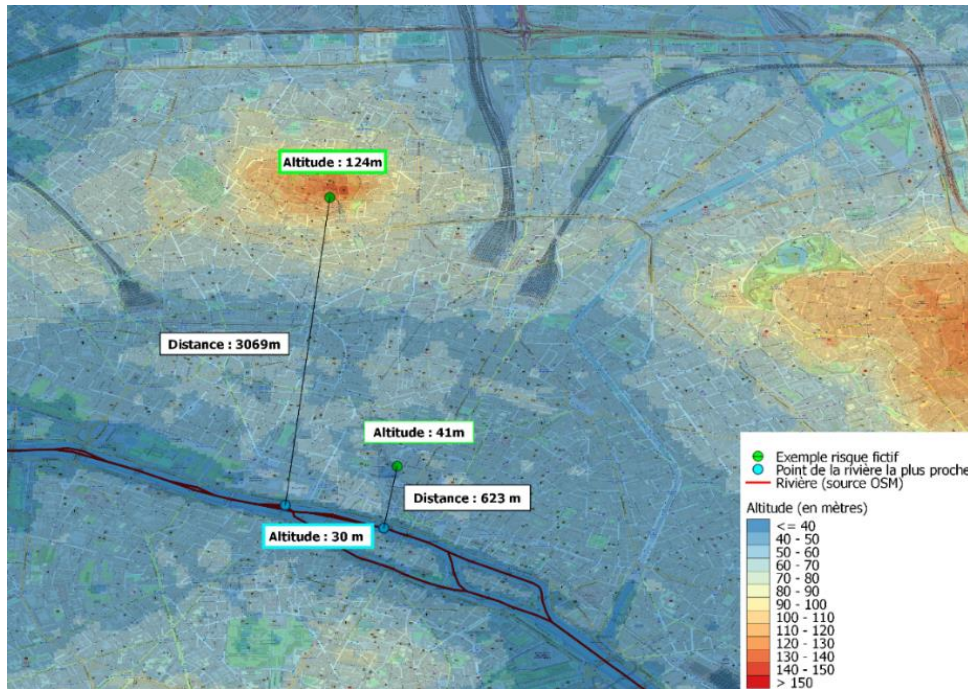 Altitude : 124m
Distance : 3069m
Altitude : 41m
Distance : 623 m
Altitude : 30 m
Exemple risque fictif
Point de la rivière la plus proche
Rivière (source OSM)
Altitude (en mètres)
<= 40
40 - 50
50 - 60
60 - 70
70 - 80
80 - 90
90 - 100
100 - 110
110 - 120
120 - 130
130 - 140
140 - 150
> 150